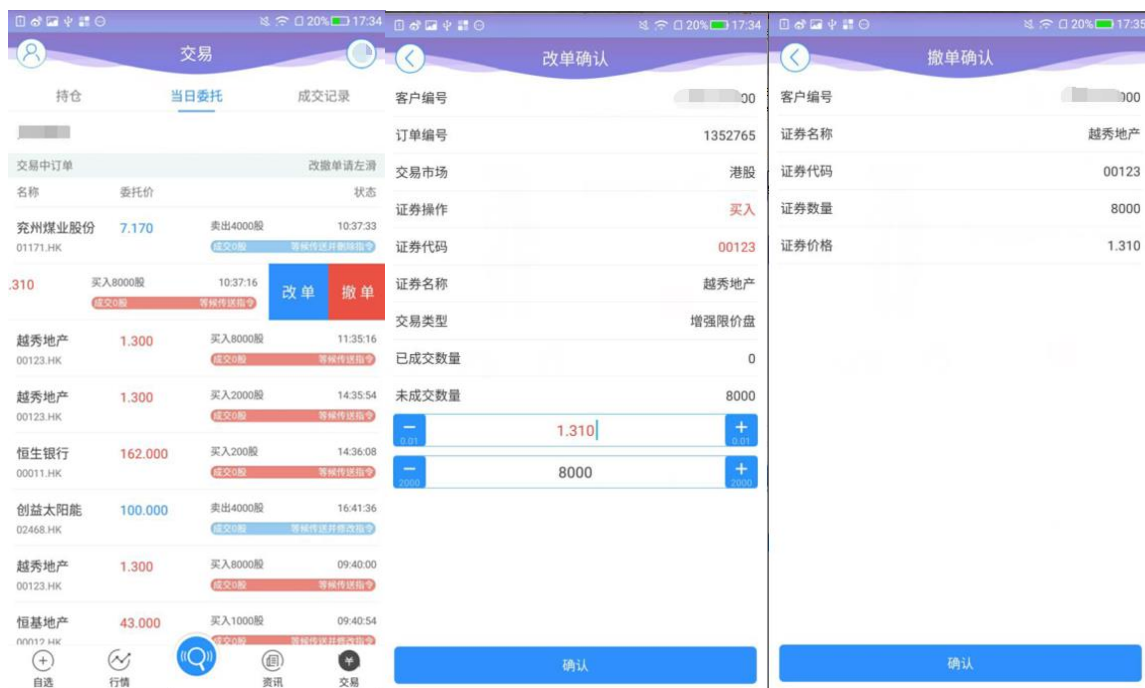 20% 17:34
交易
持仓 当日委托 成交记录
交易中订单 改撤单请左滑
名称 委托价 状态
兖州煤业股份 7.170 卖出4000股 10:37:33
01171.HK 成交0股 等候传送并删除指令
.310 买入8000股 10:37:16 改单 撤单
成交0股 等候传送指令
越秀地产 1.300 买入8000股 11:35:16
00123.HK 成交0股 等候传送指令
越秀地产 1.300 买入2000股 14:35:54
00123.HK 成交0股 等候传送指令
恒生银行 162.000 买入200股 14:36:08
00011.HK 成交0股 等候传送指令
创益太阳能 100.000 卖出4000股 16:41:36
02468.HK 成交0股 等候传送并修改指令
越秀地产 1.300 买入8000股 09:40:00
00123.HK 成交0股 等候传送指令
恒基地产 43.000 买入1000股 09:40:54
00012.HK 成交0股 等候传送并修改指令
自选 行情 资讯 交易
20% 17:34
改单确认
客户编号 00
订单编号 1352765
交易市场 港股
证券操作 买入
证券代码 00123
证券名称 越秀地产
交易类型 增强限价盘
已成交数量 0
未成交数量 8000
− 1.310 +
0.01 0.01
− 8000 +
2000 2000
确认
20% 17:35
撤单确认
客户编号 000
证券名称 越秀地产
证券代码 00123
证券数量 8000
证券价格 1.310
确认